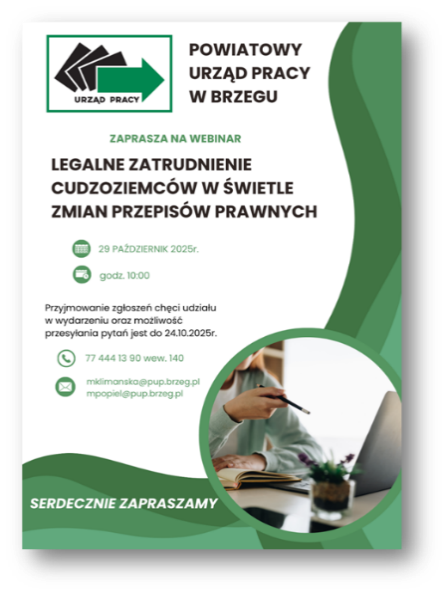 URZĄD PRACY
POWIATOWY
URZĄD PRACY
W BRZEGU
ZAPRASZA NA WEBINAR
LEGALNE ZATRUDNIENIE
CUDZOZIEMCÓW W ŚWIETLE
ZMIAN PRZEPISÓW PRAWNYCH
29 PAŹDZIERNIK 2025r.
godz. 10:00
Przyjmowanie zgłoszeń chęci udziału
w wydarzeniu oraz możliwość
przesyłania pytań jest do 24.10.2025r.
77 444 13 90 wew. 140
mklimanska@pup.brzeg.pl
mpopiel@pup.brzeg.pl
SERDECZNIE ZAPRASZAMY